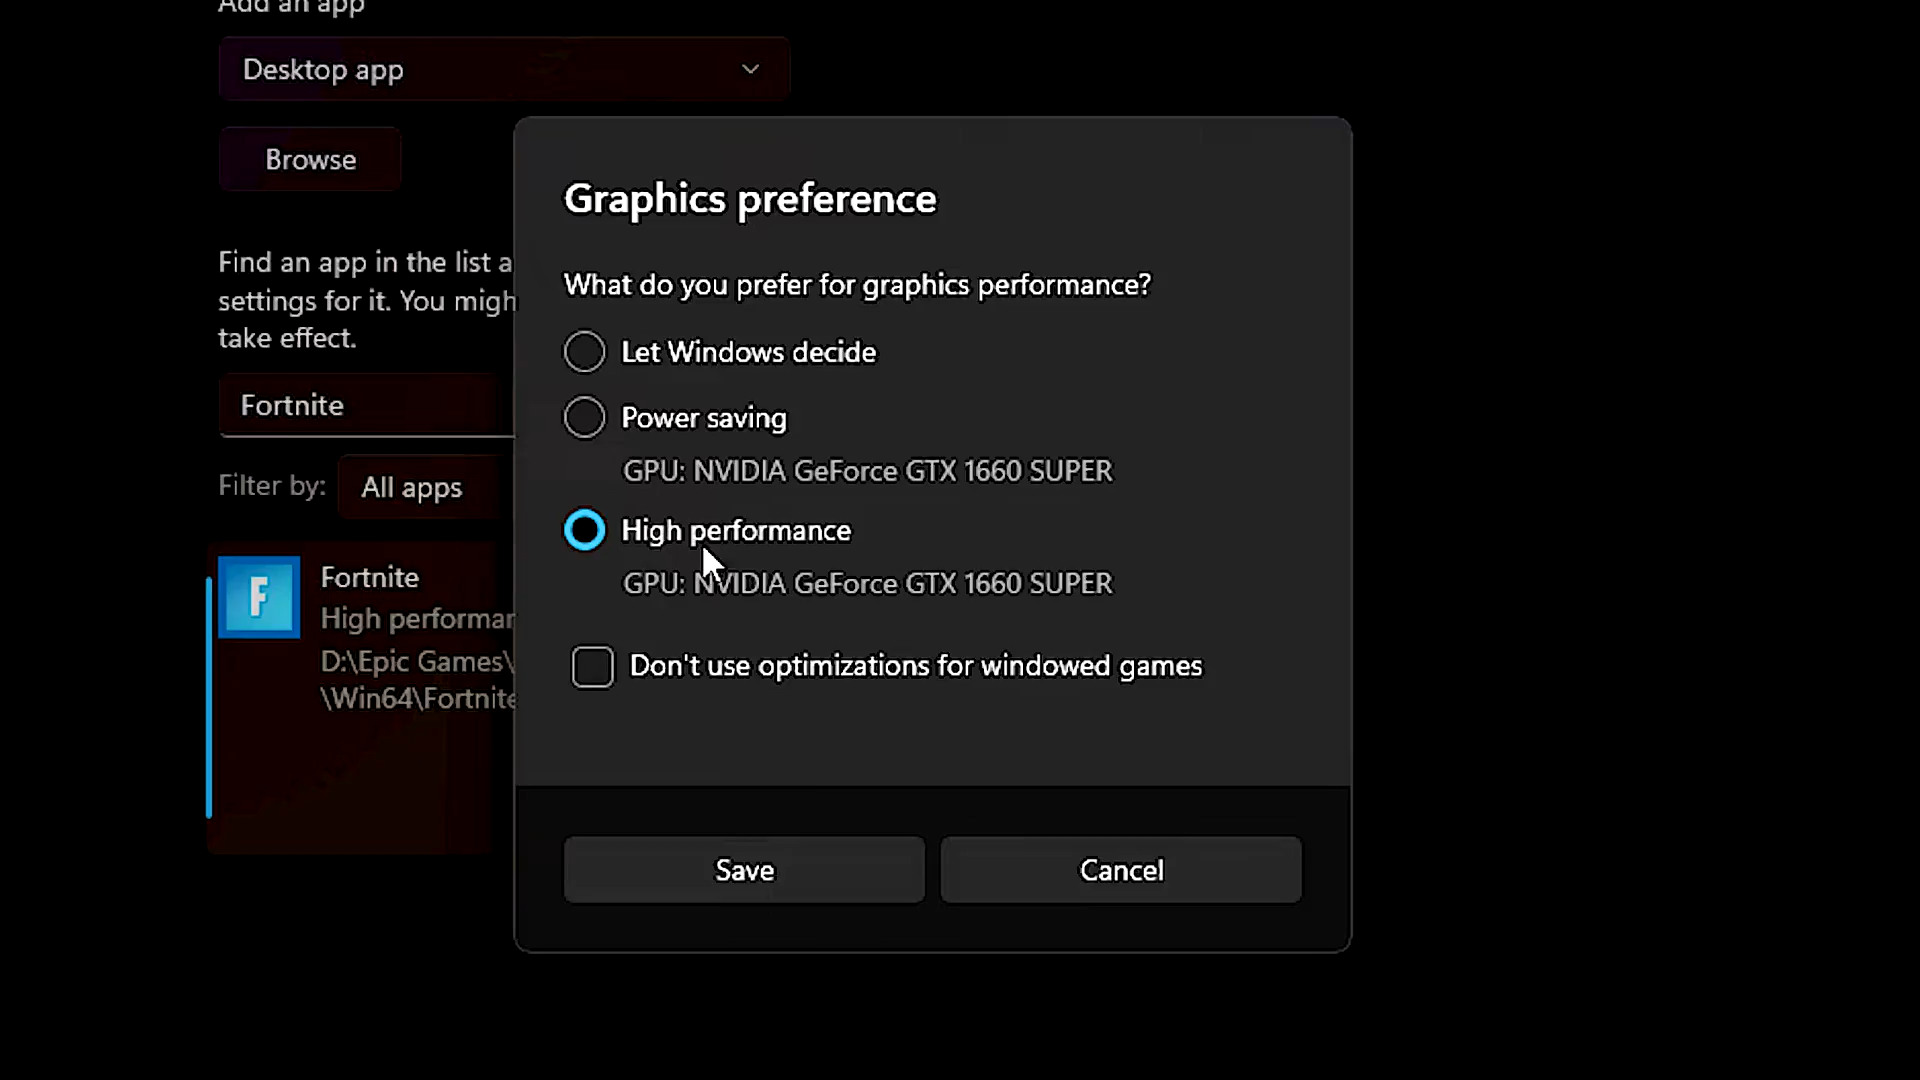 Add an app
Desktop app
Browse
Find an app in the list a
settings for it. You migh
take effect.
Fortnite
Filter by: All apps
F
Fortnite
High performan
D:\Epic Games\
\Win64\Fortnite
Graphics preference
What do you prefer for graphics performance?
Let Windows decide
Power saving
GPU: NVIDIA GeForce GTX 1660 SUPER
High performance
GPU: NVIDIA GeForce GTX 1660 SUPER
Don't use optimizations for windowed games
Save
Cancel